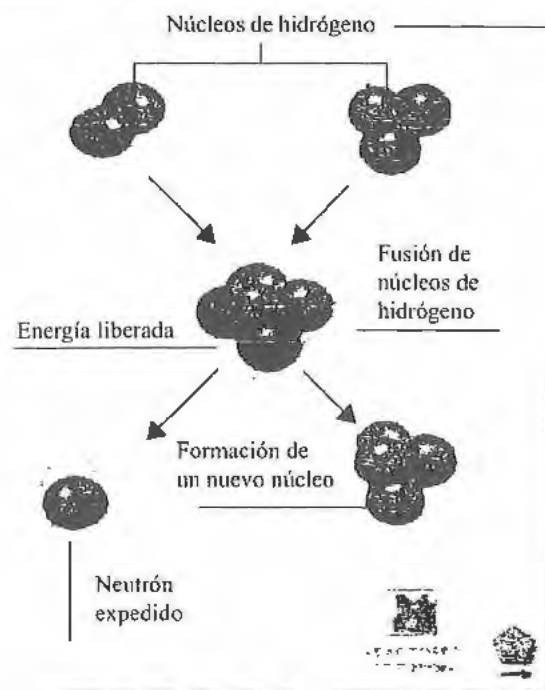 Núcleos de hidrógeno
Fusión de
núcleos de
hidrógeno
Energía liberada
Formación de
un nuevo núcleo
Neutrón
expedido